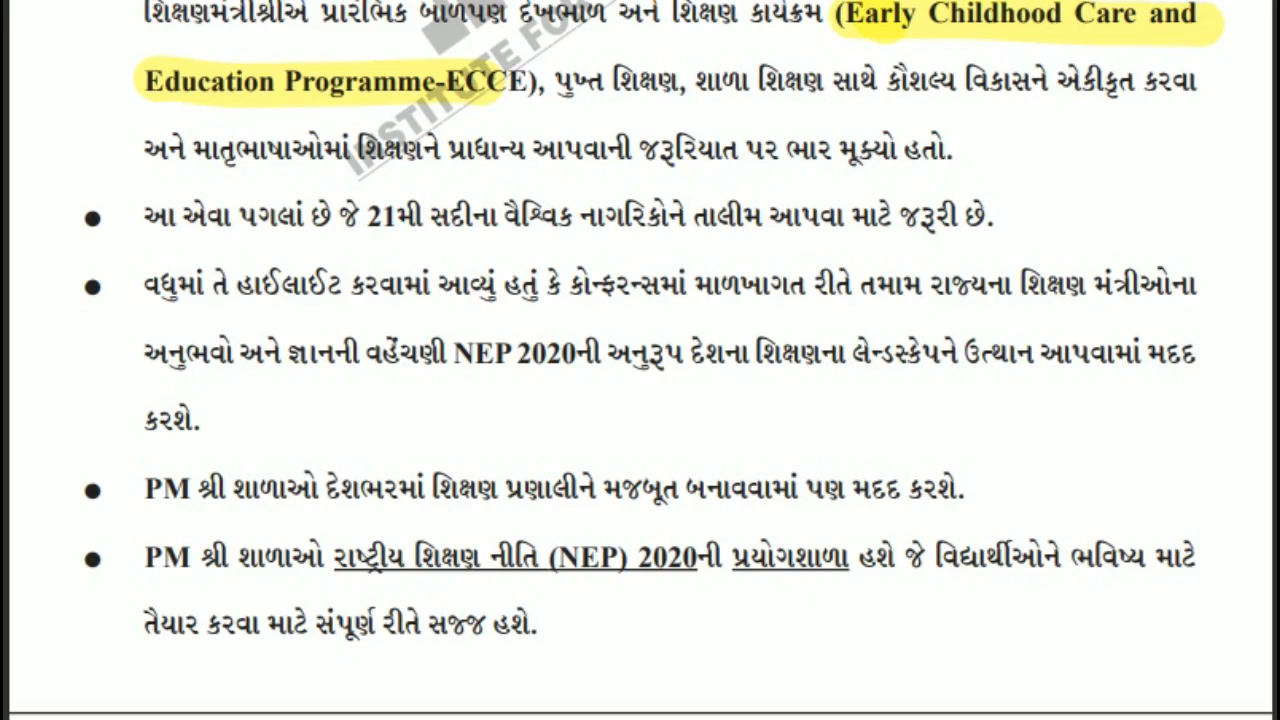 શિક્ષણમંત્રીશ્રીએ પ્રારંભિક બાળપણ દેખભાળ અને શિક્ષણ કાર્યક્રમ (Early Childhood Care and
Education Programme-ECCE), પુખ્ત શિક્ષણ, શાળા શિક્ષણ સાથે કૌશલ્ય વિકાસને એકીકૃત કરવા
અને માતૃભાષાઓમાં શિક્ષણને પ્રાધાન્ય આપવાની જરૂરિયાત પર ભાર મૂક્યો હતો.
● આ એવા પગલાં છે જે 21મી સદીના વૈશ્વિક નાગરિકોને તાલીમ આપવા માટે જરૂરી છે.
● વધુમાં તે હાઈલાઈટ કરવામાં આવ્યું હતું કે કોન્ફરન્સમાં માળખાગત રીતે તમામ રાજ્યના શિક્ષણ મંત્રીઓના
અનુભવો અને જ્ઞાનની વહેંચણી NEP 2020ની અનુરૂપ દેશના શિક્ષણના લેન્ડસ્કેપને ઉત્થાન આપવામાં મદદ
કરશે.
● PM શ્રી શાળાઓ દેશભરમાં શિક્ષણ પ્રણાલીને મજબૂત બનાવવામાં પણ મદદ કરશે.
● PM શ્રી શાળાઓ રાષ્ટ્રીય શિક્ષણ નીતિ (NEP) 2020ની પ્રયોગશાળા હશે જે વિદ્યાર્થીઓને ભવિષ્ય માટે
તૈયાર કરવા માટે સંપૂર્ણ રીતે સજ્જ હશે.
INSTITUTE FOR